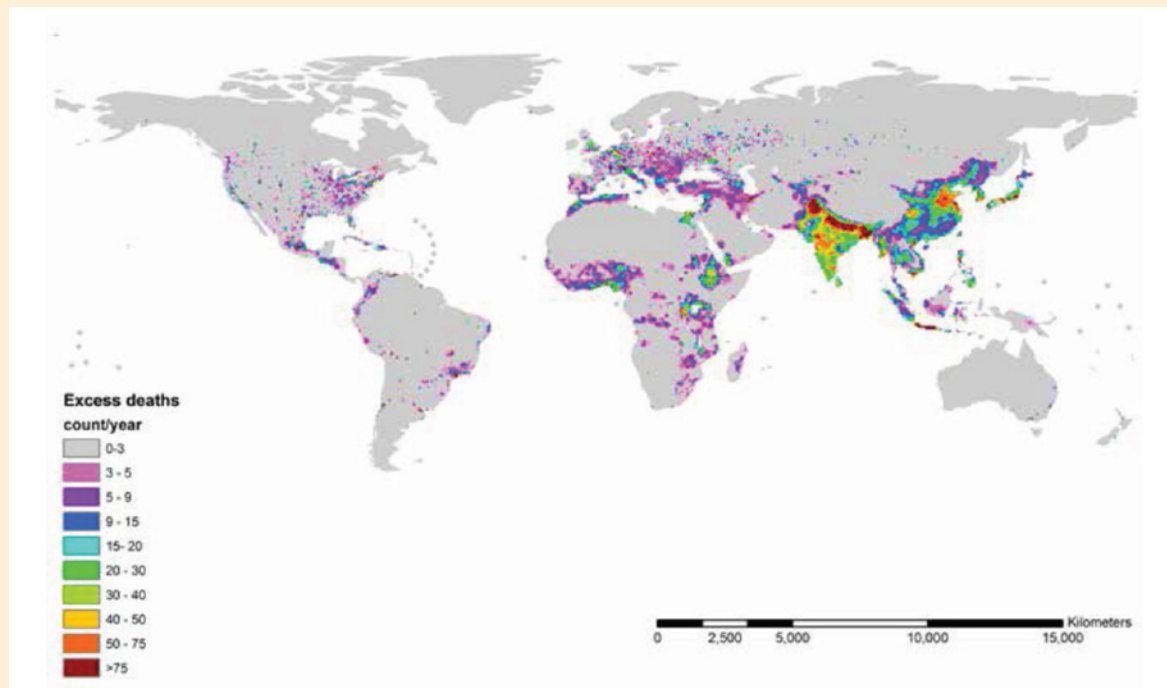 Excess deaths
count/year
0-3
3 - 5
5 - 9
9 - 15
15- 20
20 - 30
30 - 40
40 - 50
50 - 75
>75
Kilometers
0 2,500 5,000 10,000 15,000